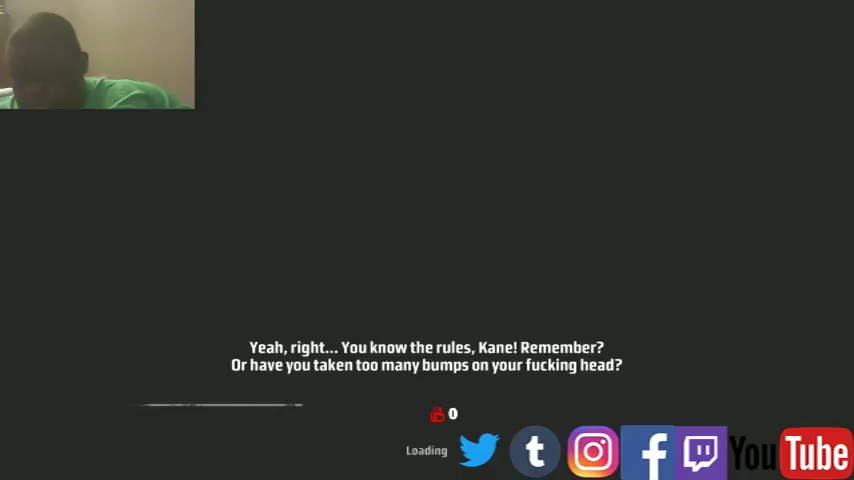 Yeah, right... You know the rules, Kane! Remember?
Or have you taken too many bumps on your fucking head?
0
Loading
YouTube